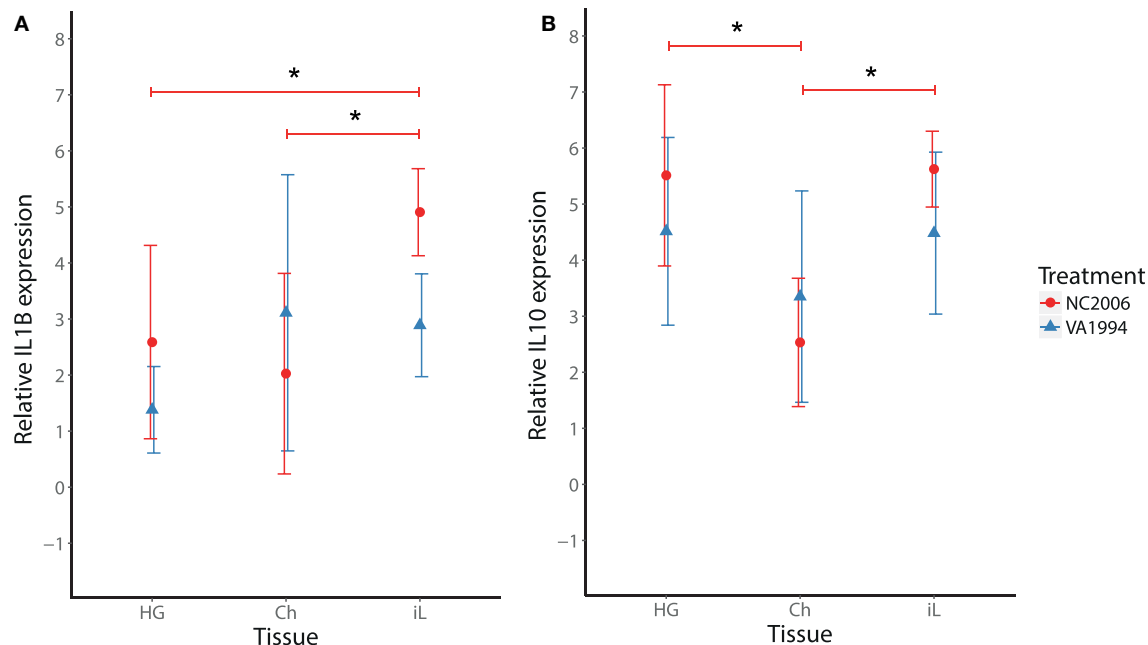 A
8
7
6
5
4
3
2
1
0
−1
Relative IL1B expression
*
*
HG Ch iL
Tissue
B
8
7
6
5
4
3
2
1
0
−1
Relative IL10 expression
*
*
HG Ch iL
Tissue
Treatment
NC2006
VA1994